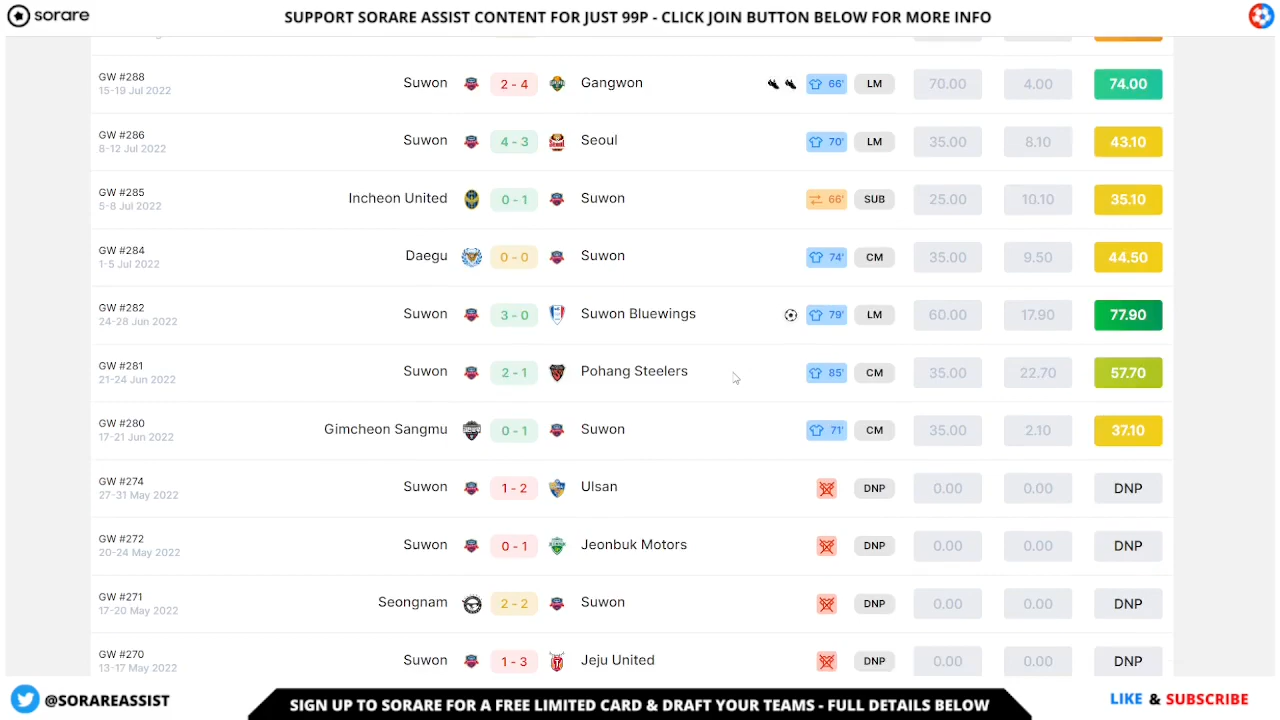 sorare
SUPPORT SORARE ASSIST CONTENT FOR JUST 99P - CLICK JOIN BUTTON BELOW FOR MORE INFO
GW #288
15-19 Jul 2022
Suwon 2 - 4 Gangwon 66' LM 70.00 4.00 74.00
GW #286
8-12 Jul 2022
Suwon 4 - 3 Seoul 70' LM 35.00 8.10 43.10
GW #285
5-8 Jul 2022
Incheon United 0 - 1 Suwon 66' SUB 25.00 10.10 35.10
GW #284
1-5 Jul 2022
Daegu 0 - 0 Suwon 74' CM 35.00 9.50 44.50
GW #282
24-28 Jun 2022
Suwon 3 - 0 Suwon Bluewings 79' LM 60.00 17.90 77.90
GW #281
21-24 Jun 2022
Suwon 2 - 1 Pohang Steelers 85' CM 35.00 22.70 57.70
GW #280
17-21 Jun 2022
Gimcheon Sangmu 0 - 1 Suwon 71' CM 35.00 2.10 37.10
GW #274
27-31 May 2022
Suwon 1 - 2 Ulsan DNP 0.00 0.00 DNP
GW #272
20-24 May 2022
Suwon 0 - 1 Jeonbuk Motors DNP 0.00 0.00 DNP
GW #271
17-20 May 2022
Seongnam 2 - 2 Suwon DNP 0.00 0.00 DNP
GW #270
13-17 May 2022
Suwon 1 - 3 Jeju United DNP 0.00 0.00 DNP
@SORAREASSIST
SIGN UP TO SORARE FOR A FREE LIMITED CARD & DRAFT YOUR TEAMS - FULL DETAILS BELOW
LIKE & SUBSCRIBE